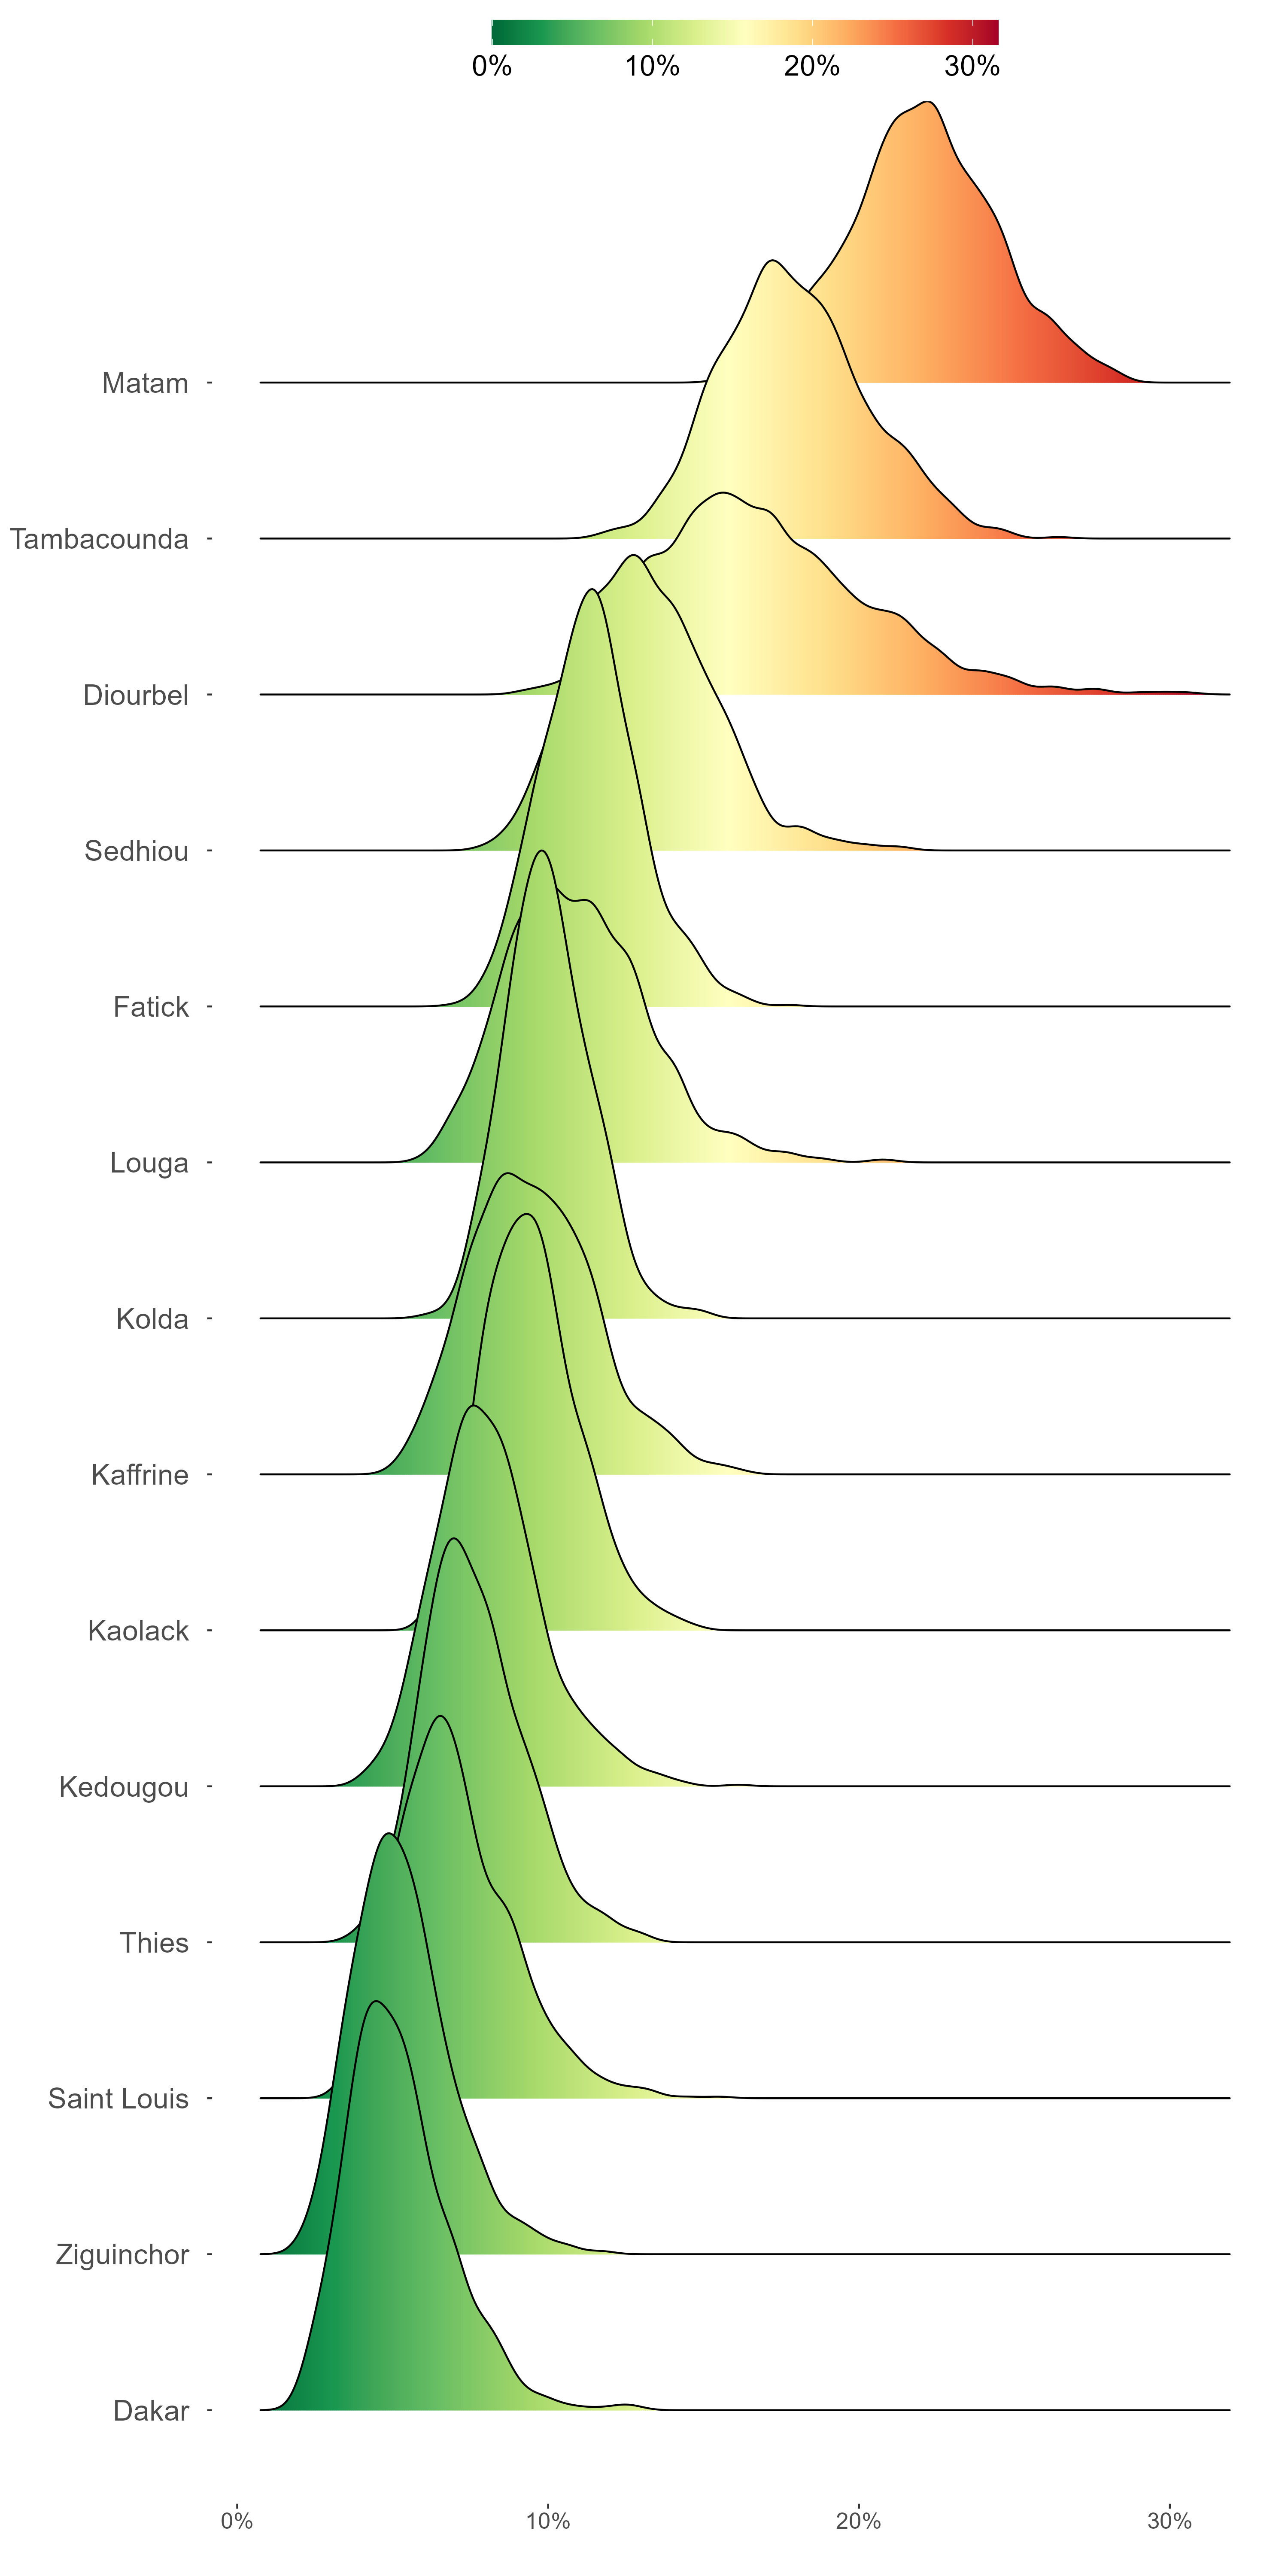 0% 10% 20% 30%
Matam
Tambacounda
Diourbel
Sedhiou
Fatick
Louga
Kolda
Kaffrine
Kaolack
Kedougou
Thies
Saint Louis
Ziguinchor
Dakar
0% 10% 20% 30%